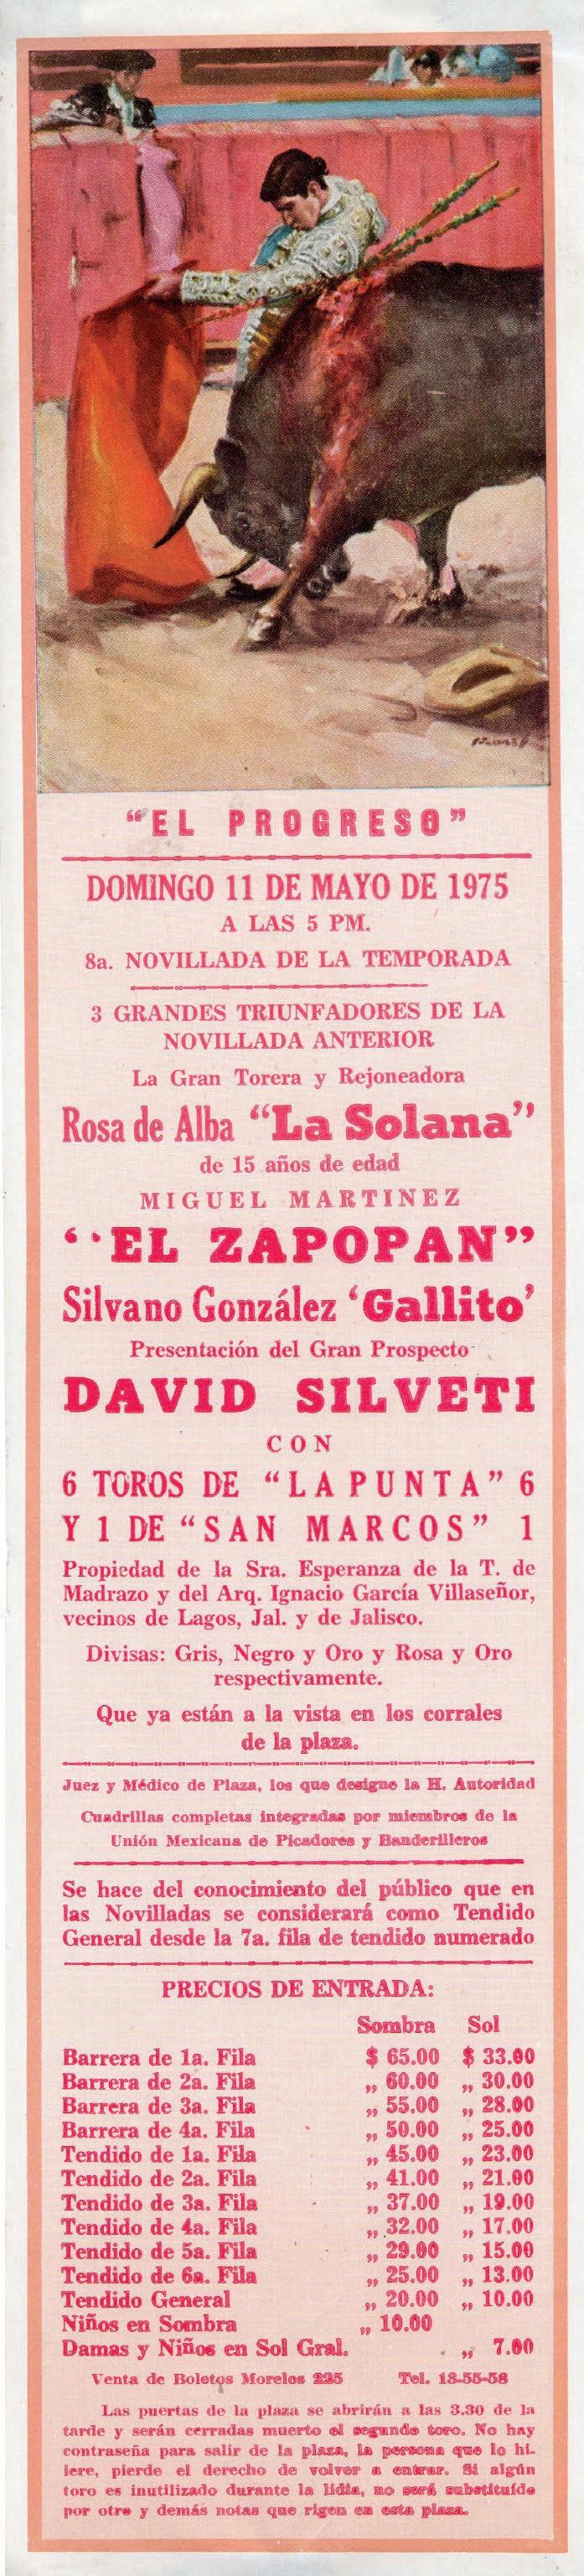 "EL PROGRESO"
DOMINGO 11 DE MAYO DE 1975
A LAS 5 PM.
8a. NOVILLADA DE LA TEMPORADA
3 GRANDES TRIUNFADORES DE LA
NOVILLADA ANTERIOR
La Gran Torera y Rejoneadora
Rosa de Alba "La Solana"
de 15 años de edad
MIGUEL MARTINEZ
"EL ZAPOPAN"
Silvano González 'Gallito'
Presentación del Gran Prospecto
DAVID SILVETI
CON
6 TOROS DE "LA PUNTA" 6
Y 1 DE "SAN MARCOS" 1
Propiedad de la Sra. Esperanza de la T. de
Madrazo y del Arq. Ignacio García Villaseñor,
vecinos de Lagos, Jal. y de Jalisco.
Divisas: Gris, Negro y Oro y Rosa y Oro
respectivamente.
Que ya están a la vista en los corrales
de la plaza.
Juez y Médico de Plaza, los que designe la H. Autoridad
Cuadrillas completas integradas por miembros de la
Unión Mexicana de Picadores y Banderilleros
Se hace del conocimiento del público que en
las Novilladas se considerará como Tendido
General desde la 7a. fila de tendido numerado
PRECIOS DE ENTRADA:
Sombra Sol
Barrera de 1a. Fila $ 65.00 $ 33.00
Barrera de 2a. Fila ,, 60.00 ,, 30.00
Barrera de 3a. Fila ,, 55.00 ,, 28.00
Barrera de 4a. Fila ,, 50.00 ,, 25.00
Tendido de 1a. Fila ,, 45.00 ,, 23.00
Tendido de 2a. Fila ,, 41.00 ,, 21.00
Tendido de 3a. Fila ,, 37.00 ,, 19.00
Tendido de 4a. Fila ,, 32.00 ,, 17.00
Tendido de 5a. Fila ,, 29.00 ,, 15.00
Tendido de 6a. Fila ,, 25.00 ,, 13.00
Tendido General ,, 20.00 ,, 10.00
Niños en Sombra ,, 10.00
Damas y Niños en Sol Gral. ,, 7.00
Venta de Boletos Morelos 225 Tel. 13-55-58
Las puertas de la plaza se abrirán a las 3.30 de la
tarde y serán cerradas muerto el segundo toro. No hay
contraseña para salir de la plaza, la persona que lo hi-
iere, pierde el derecho de volver a entrar. Si algún
toro es inutilizado durante la lidia, no será substituído
por otro y demás notas que rigen en esta plaza.